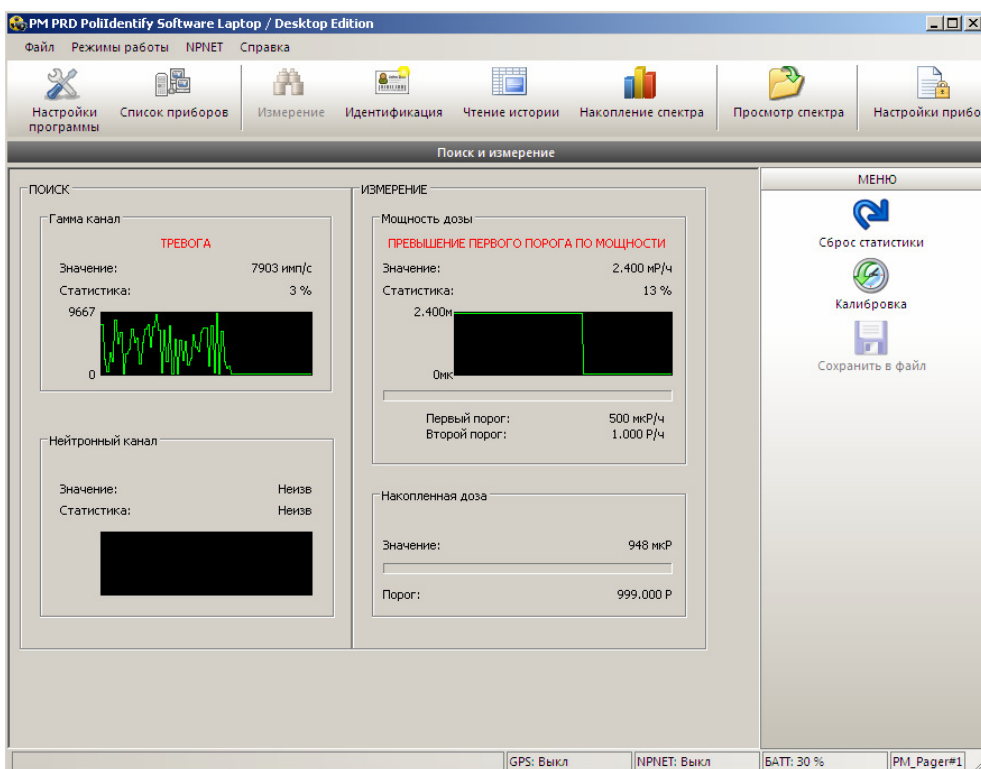 PM PRD PoliIdentify Software Laptop / Desktop Edition
Файл Режимы работы NPNET Справка
Настройки программы
Список приборов
Измерение
Идентификация
Чтение истории
Накопление спектра
Просмотр спектра
Настройки прибо
Поиск и измерение
ПОИСК
Гамма канал
ТРЕВОГА
Значение: 7903 имп/с
Статистика: 3 %
9667
0
Нейтронный канал
Значение: Неизв
Статистика: Неизв
ИЗМЕРЕНИЕ
Мощность дозы
ПРЕВЫШЕНИЕ ПЕРВОГО ПОРОГА ПО МОЩНОСТИ
Значение: 2.400 мР/ч
Статистика: 13 %
2.400м
0мк
Первый порог: 500 мкР/ч
Второй порог: 1.000 Р/ч
Накопленная доза
Значение: 948 мкР
Порог: 999.000 Р
МЕНЮ
Сброс статистики
Калибровка
Сохранить в файл
GPS: Выкл NPNET: Выкл БАТТ: 30 % PM_Pager#1